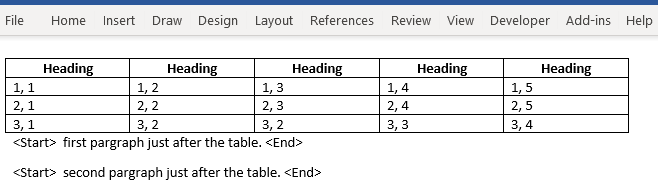 File Home Insert Draw Design Layout References Review View Developer Add-ins Help
Heading Heading Heading Heading Heading
1, 1 1, 2 1, 3 1, 4 1, 5
2, 1 2, 2 2, 3 2, 4 2, 5
3, 1 3, 2 3, 2 3, 3 3, 4
<Start> first pargraph just after the table. <End>
<Start> second pargraph just after the table. <End>